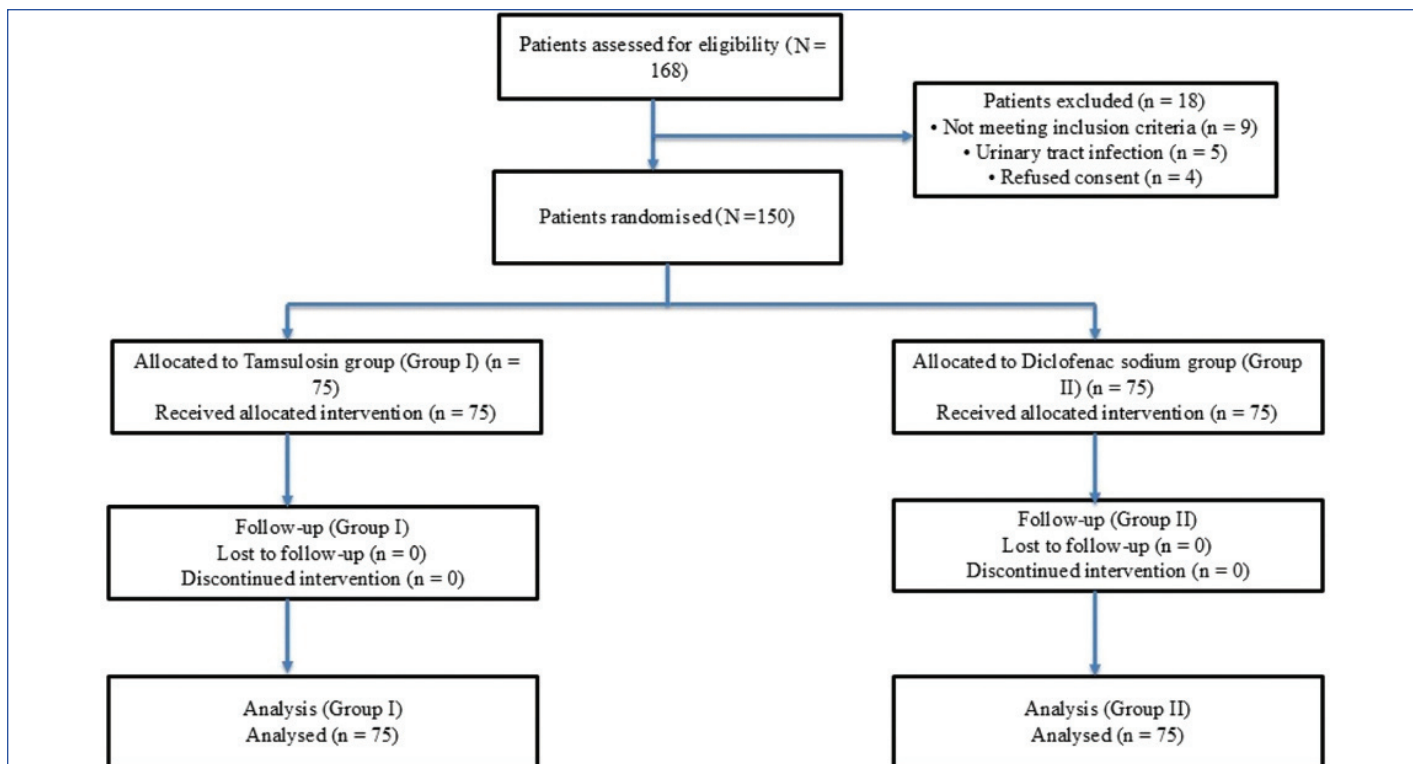 Patients assessed for eligibility (N =
168)
Patients excluded (n = 18)
• Not meeting inclusion criteria (n = 9)
• Urinary tract infection (n = 5)
• Refused consent (n = 4)
Patients randomised (N =150)
Allocated to Tamsulosin group (Group I) (n =
75)
Received allocated intervention (n = 75)
Allocated to Diclofenac sodium group (Group
II) (n = 75)
Received allocated intervention (n = 75)
Follow-up (Group I)
Lost to follow-up (n = 0)
Discontinued intervention (n = 0)
Follow-up (Group II)
Lost to follow-up (n = 0)
Discontinued intervention (n = 0)
Analysis (Group I)
Analysed (n = 75)
Analysis (Group II)
Analysed (n = 75)